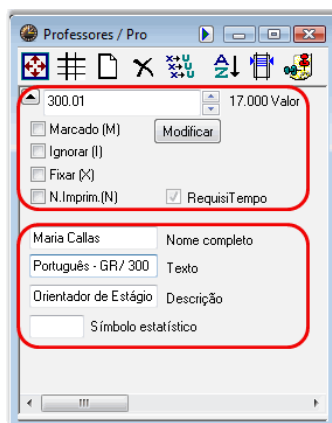 Professores / Pro
300.01 17.000 Valor
Marcado (M) Modificar
Ignorar (I)
Fixar (X)
N.Imprim.(N) RequisiTempo
Maria Callas Nome completo
Português - GR/ 300 Texto
Orientador de Estágio Descrição
Símbolo estatístico